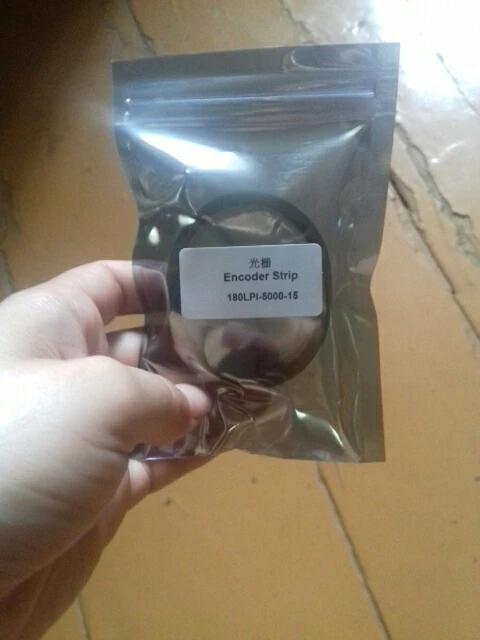 光栅
Encoder Strip
180LPI-5000-15